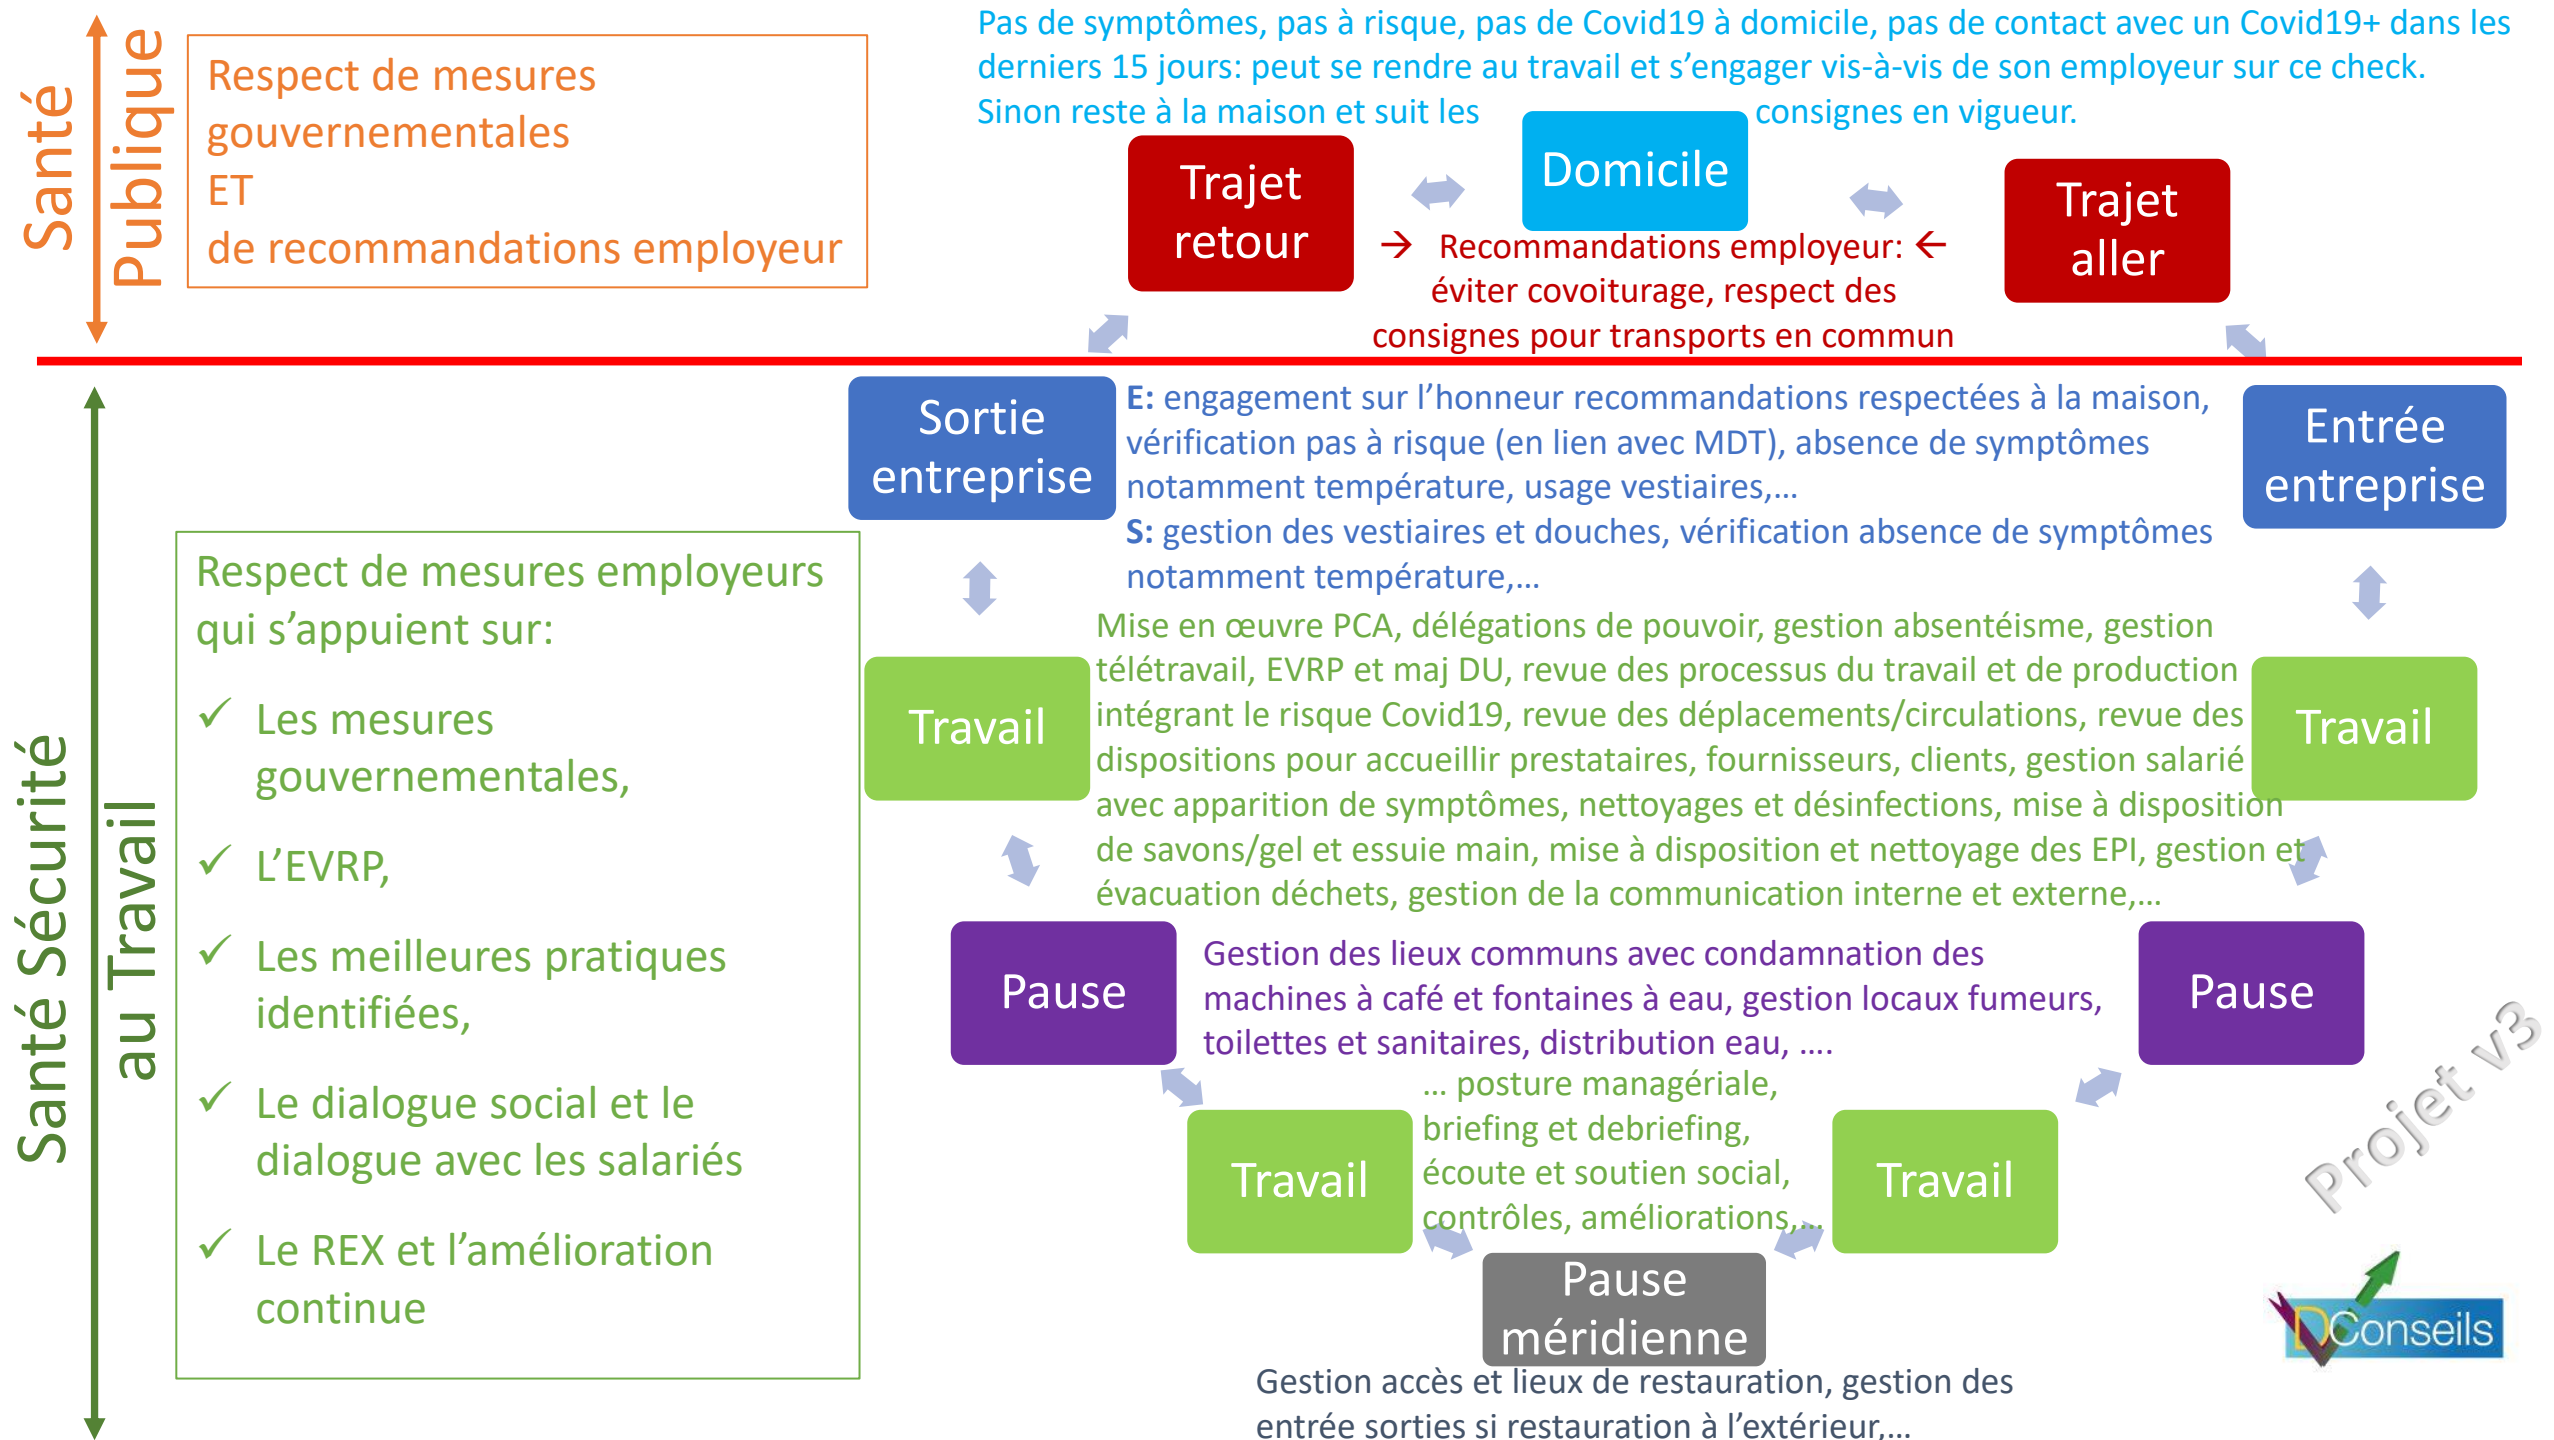 Santé
Publique
Respect de mesures
gouvernementales
ET
de recommandations employeur
Pas de symptômes, pas à risque, pas de Covid19 à domicile, pas de contact avec un Covid19+ dans les
derniers 15 jours: peut se rendre au travail et s’engager vis-à-vis de son employeur sur ce check.
Sinon reste à la maison et suit les consignes en vigueur.
Domicile
Trajet
retour
Trajet
aller
→ Recommandations employeur: ←
éviter covoiturage, respect des
consignes pour transports en commun
Santé Sécurité
au Travail
Respect de mesures employeurs
qui s’appuient sur:
✓ Les mesures
gouvernementales,
✓ L’EVRP,
✓ Les meilleures pratiques
identifiées,
✓ Le dialogue social et le
dialogue avec les salariés
✓ Le REX et l’amélioration
continue
Sortie
entreprise
E: engagement sur l’honneur recommandations respectées à la maison,
vérification pas à risque (en lien avec MDT), absence de symptômes
notamment température, usage vestiaires,…
S: gestion des vestiaires et douches, vérification absence de symptômes
notamment température,…
Entrée
entreprise
Travail
Mise en œuvre PCA, délégations de pouvoir, gestion absentéisme, gestion
télétravail, EVRP et maj DU, revue des processus du travail et de production
intégrant le risque Covid19, revue des déplacements/circulations, revue des
dispositions pour accueillir prestataires, fournisseurs, clients, gestion salarié
avec apparition de symptômes, nettoyages et désinfections, mise à disposition
de savons/gel et essuie main, mise à disposition et nettoyage des EPI, gestion et
évacuation déchets, gestion de la communication interne et externe,…
Travail
Pause
Gestion des lieux communs avec condamnation des
machines à café et fontaines à eau, gestion locaux fumeurs,
toilettes et sanitaires, distribution eau, ….
Pause
Travail
… posture managériale,
briefing et debriefing,
écoute et soutien social,
contrôles, améliorations,…
Travail
Pause
méridienne
Gestion accès et lieux de restauration, gestion des
entrée sorties si restauration à l’extérieur,…
Projet v3
DConseils